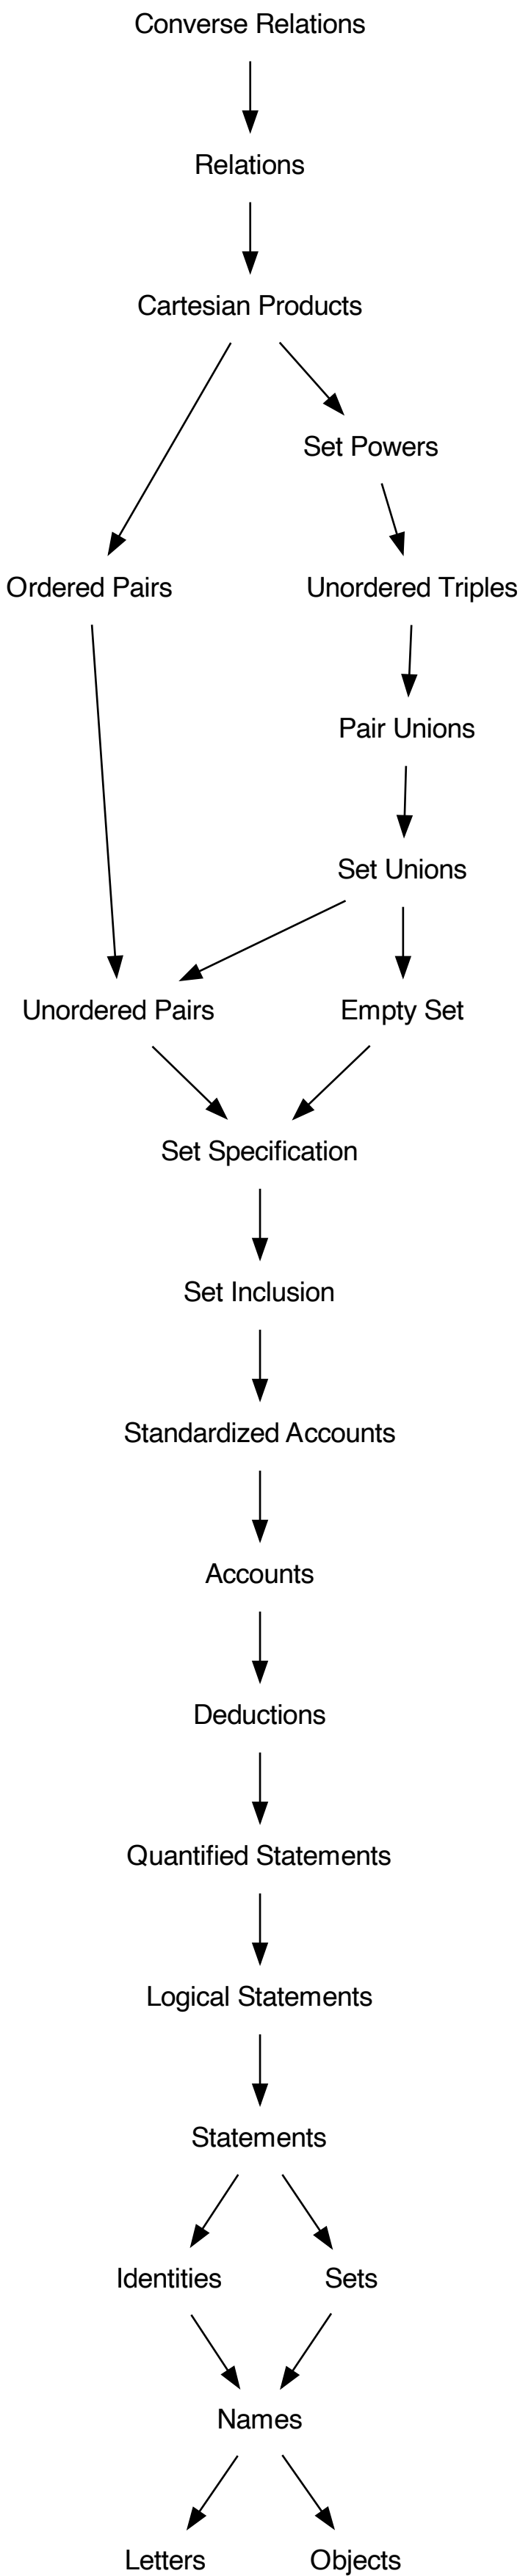 Converse Relations
Relations
Cartesian Products
Set Powers
Ordered Pairs
Unordered Triples
Pair Unions
Set Unions
Unordered Pairs
Empty Set
Set Specification
Set Inclusion
Standardized Accounts
Accounts
Deductions
Quantified Statements
Logical Statements
Statements
Identities
Sets
Names
Letters
Objects